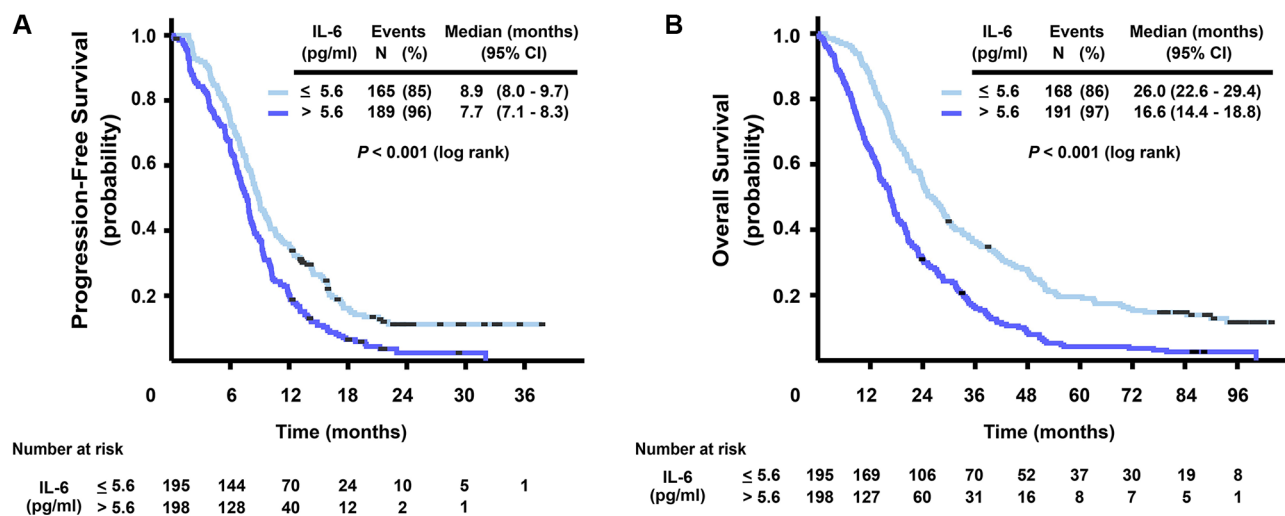 A
Progression-Free Survival
(probability)
1.0
0.8
0.6
0.4
0.2
IL-6 Events Median (months)
(pg/ml) N (%) (95% CI)
≤ 5.6 165 (85) 8.9 (8.0 - 9.7)
> 5.6 189 (96) 7.7 (7.1 - 8.3)
P < 0.001 (log rank)
0 6 12 18 24 30 36
Time (months)
Number at risk
IL-6 ≤ 5.6 195 144 70 24 10 5 1
(pg/ml) > 5.6 198 128 40 12 2 1
B
Overall Survival
(probability)
1.0
0.8
0.6
0.4
0.2
IL-6 Events Median (months)
(pg/ml) N (%) (95% CI)
≤ 5.6 168 (86) 26.0 (22.6 - 29.4)
> 5.6 191 (97) 16.6 (14.4 - 18.8)
P < 0.001 (log rank)
0 12 24 36 48 60 72 84 96
Time (months)
Number at risk
IL-6 ≤ 5.6 195 169 106 70 52 37 30 19 8
(pg/ml) > 5.6 198 127 60 31 16 8 7 5 1